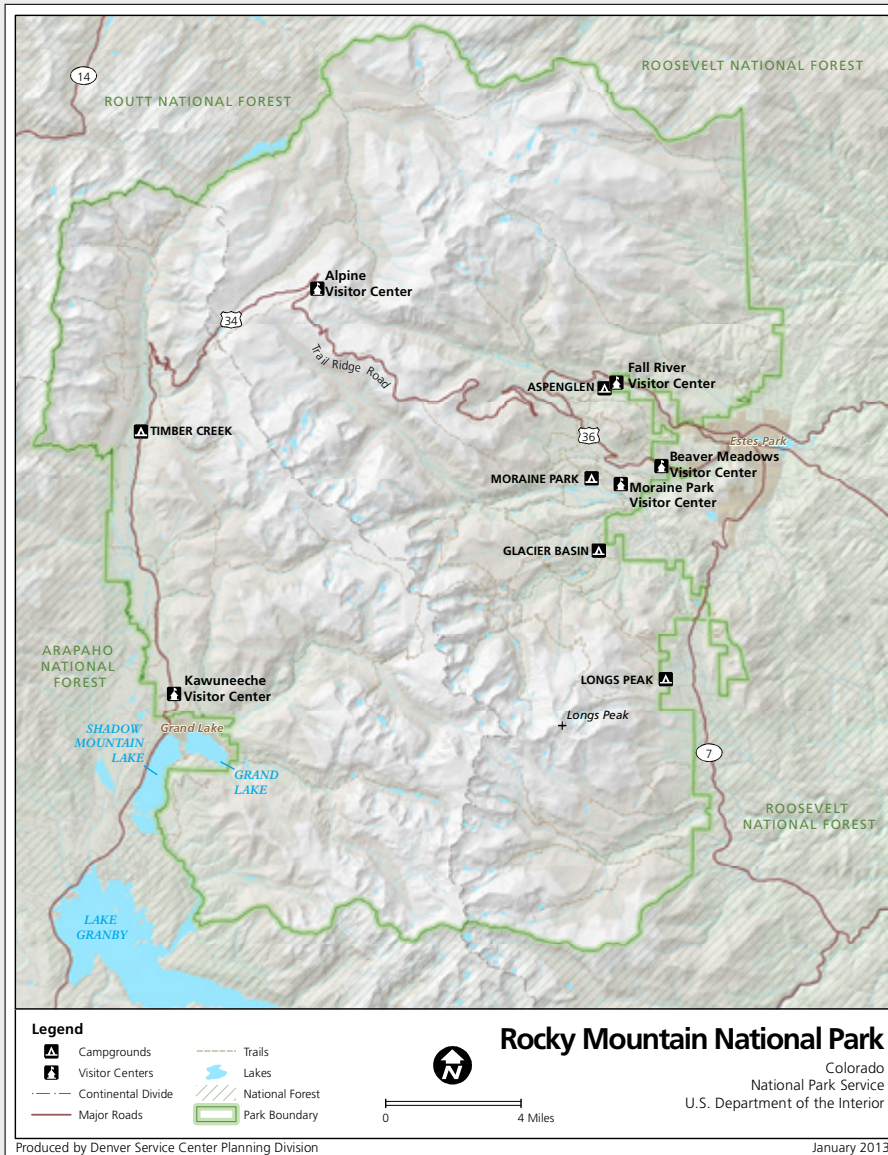 14
ROUTT NATIONAL FOREST
ROOSEVELT NATIONAL FOREST
Alpine
Visitor Center
34
Trail Ridge Road
Fall River
Visitor Center
ASPENGLEN
TIMBER CREEK
36
Estes Park
Beaver Meadows
Visitor Center
MORAINE PARK
Moraine Park
Visitor Center
GLACIER BASIN
ARAPAHO
NATIONAL
FOREST
Kawuneeche
Visitor Center
LONGS PEAK
Longs Peak
SHADOW
MOUNTAIN
LAKE
Grand Lake
GRAND
LAKE
7
ROOSEVELT
NATIONAL FOREST
LAKE
GRANBY
Legend
Campgrounds
Visitor Centers
Continental Divide
Major Roads
Trails
Lakes
National Forest
Park Boundary
N
0 4 Miles
Rocky Mountain National Park
Colorado
National Park Service
U.S. Department of the Interior
Produced by Denver Service Center Planning Division
January 2013